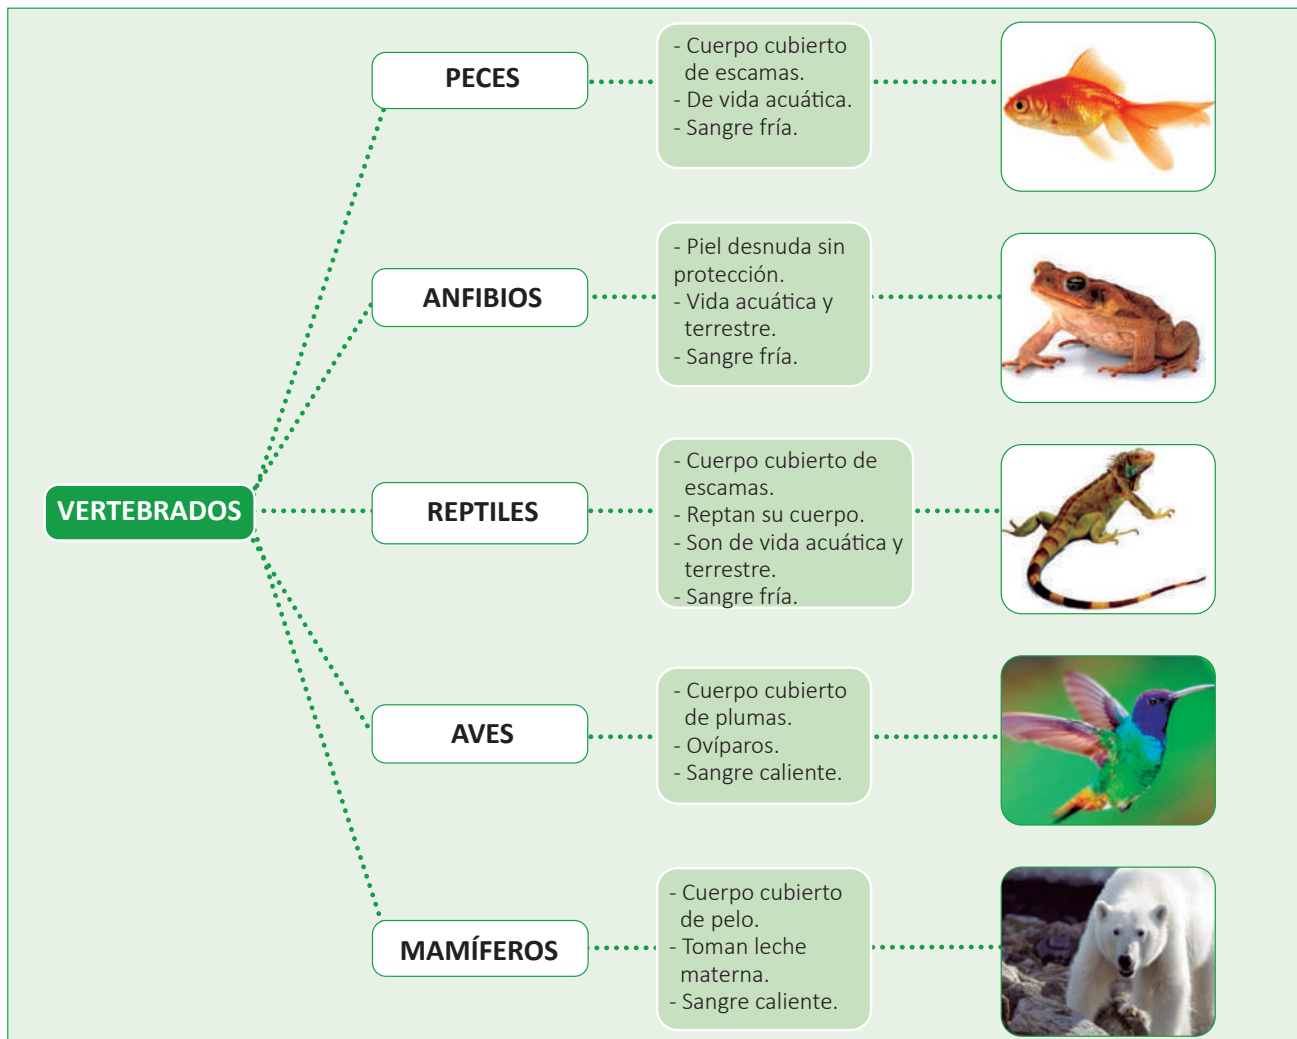 PECES
- Cuerpo cubierto
de escamas.
- De vida acuática.
- Sangre fría.
ANFIBIOS
- Piel desnuda sin
protección.
- Vida acuática y
terrestre.
- Sangre fría.
VERTEBRADOS
REPTILES
- Cuerpo cubierto de
escamas.
- Reptan su cuerpo.
- Son de vida acuática y
terrestre.
- Sangre fría.
AVES
- Cuerpo cubierto
de plumas.
- Ovíparos.
- Sangre caliente.
MAMÍFEROS
- Cuerpo cubierto
de pelo.
- Toman leche
materna.
- Sangre caliente.